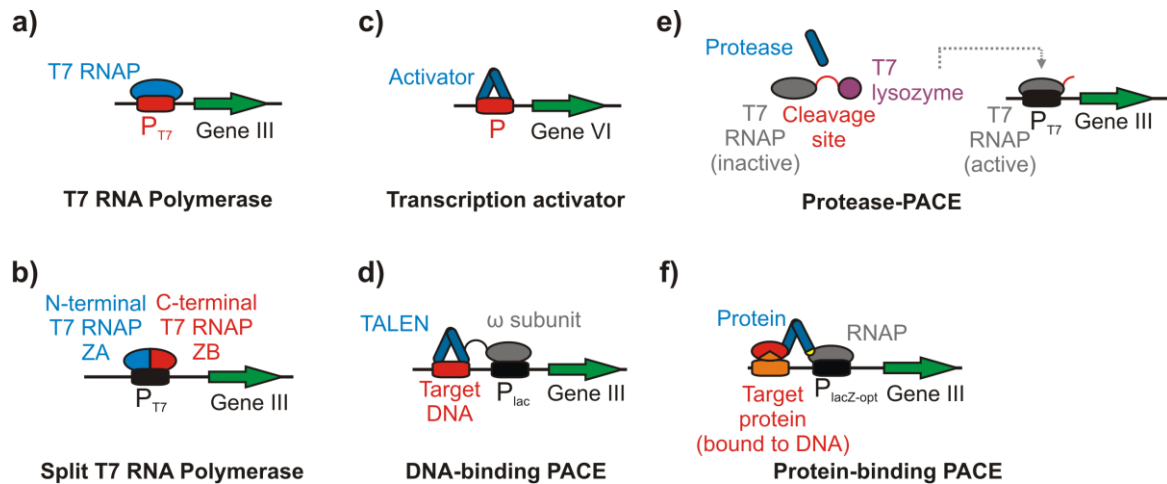 a)
T7 RNAP
P T7
Gene III
T7 RNA Polymerase
b)
N-terminal
T7 RNAP
ZA
C-terminal
T7 RNAP
ZB
P T7
Gene III
Split T7 RNA Polymerase
c)
Activator
P
Gene VI
Transcription activator
d)
TALEN
ω subunit
Target
DNA
P lac
Gene III
DNA-binding PACE
e)
Protease
T7
lysozyme
T7
RNAP
(inactive)
Cleavage
site
T7
RNAP
(active)
P T7
Gene III
Protease-PACE
f)
Protein
RNAP
Target
protein
(bound to DNA)
P lacZ-opt
Gene III
Protein-binding PACE